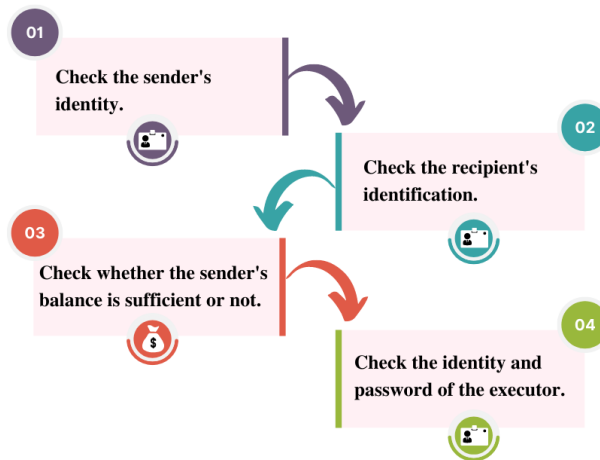 01
Check the sender's
identity.
02
Check the recipient's
identification.
03
Check whether the sender's
balance is sufficient or not.
$
04
Check the identity and
password of the executor.